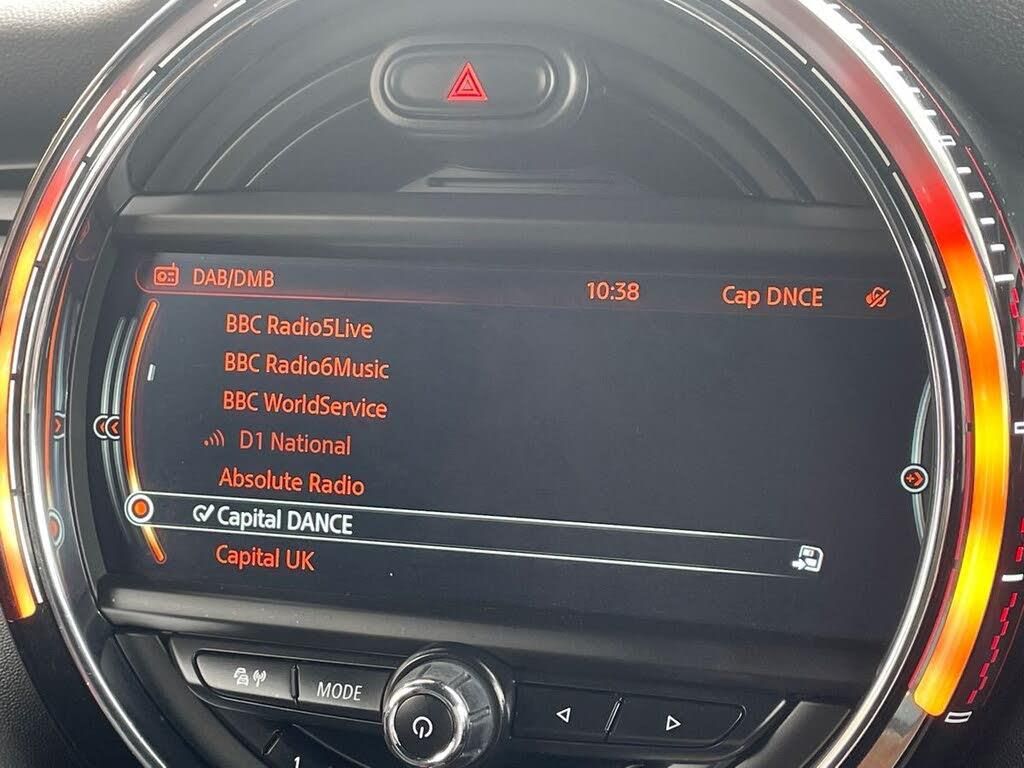 DAB/DMB 10:38 Cap DNCE
BBC Radio5Live
BBC Radio6Music
BBC WorldService
D1 National
Absolute Radio
Capital DANCE
Capital UK
MODE
1